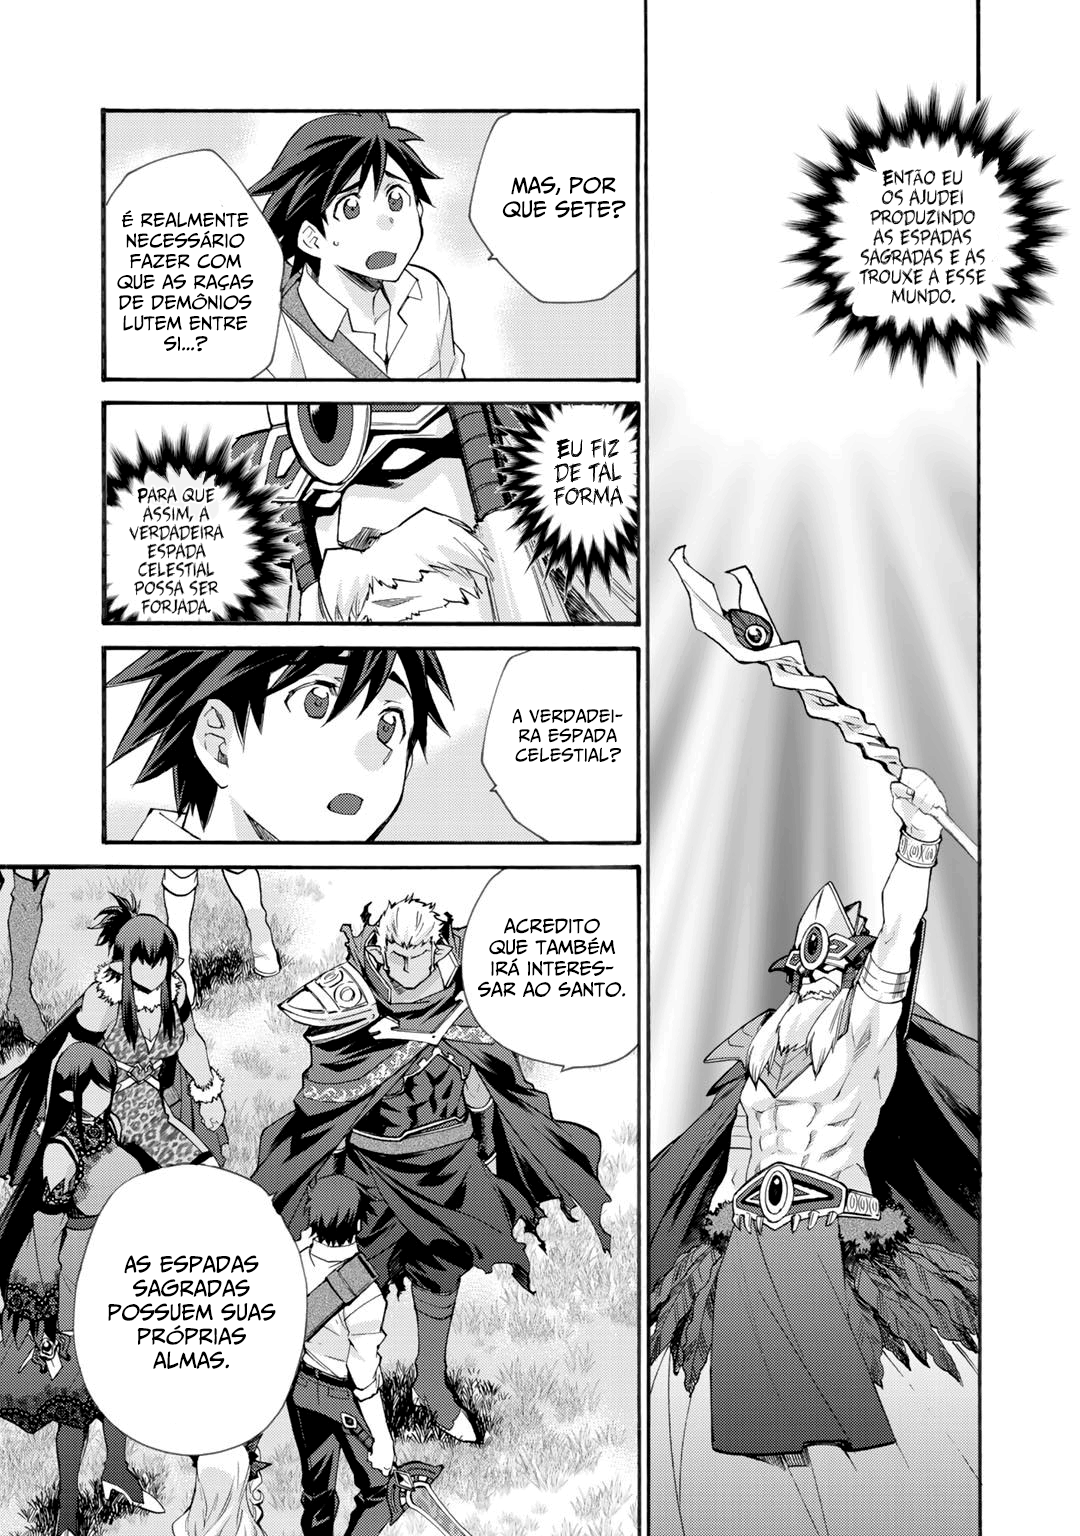 ENTÃO EU
OS AJUDEI
PRODUZINDO
AS ESPADAS
SAGRADAS E AS
TROUXE A ESSE
MUNDO.
MAS, POR
QUE SETE?
É REALMENTE
NECESSÁRIO
FAZER COM
QUE AS RAÇAS
DE DEMÔNIOS
LUTEM ENTRE
SI...?
EU FIZ
DE TAL
FORMA
PARA QUE
ASSIM, A
VERDADEIRA
ESPADA
CELESTIAL
POSSA SER
FORJADA.
A VERDADEI-
RA ESPADA
CELESTIAL?
ACREDITO
QUE TAMBÉM
IRÁ INTERES-
SAR AO SANTO.
AS ESPADAS
SAGRADAS
POSSUEM SUAS
PRÓPRIAS
ALMAS.